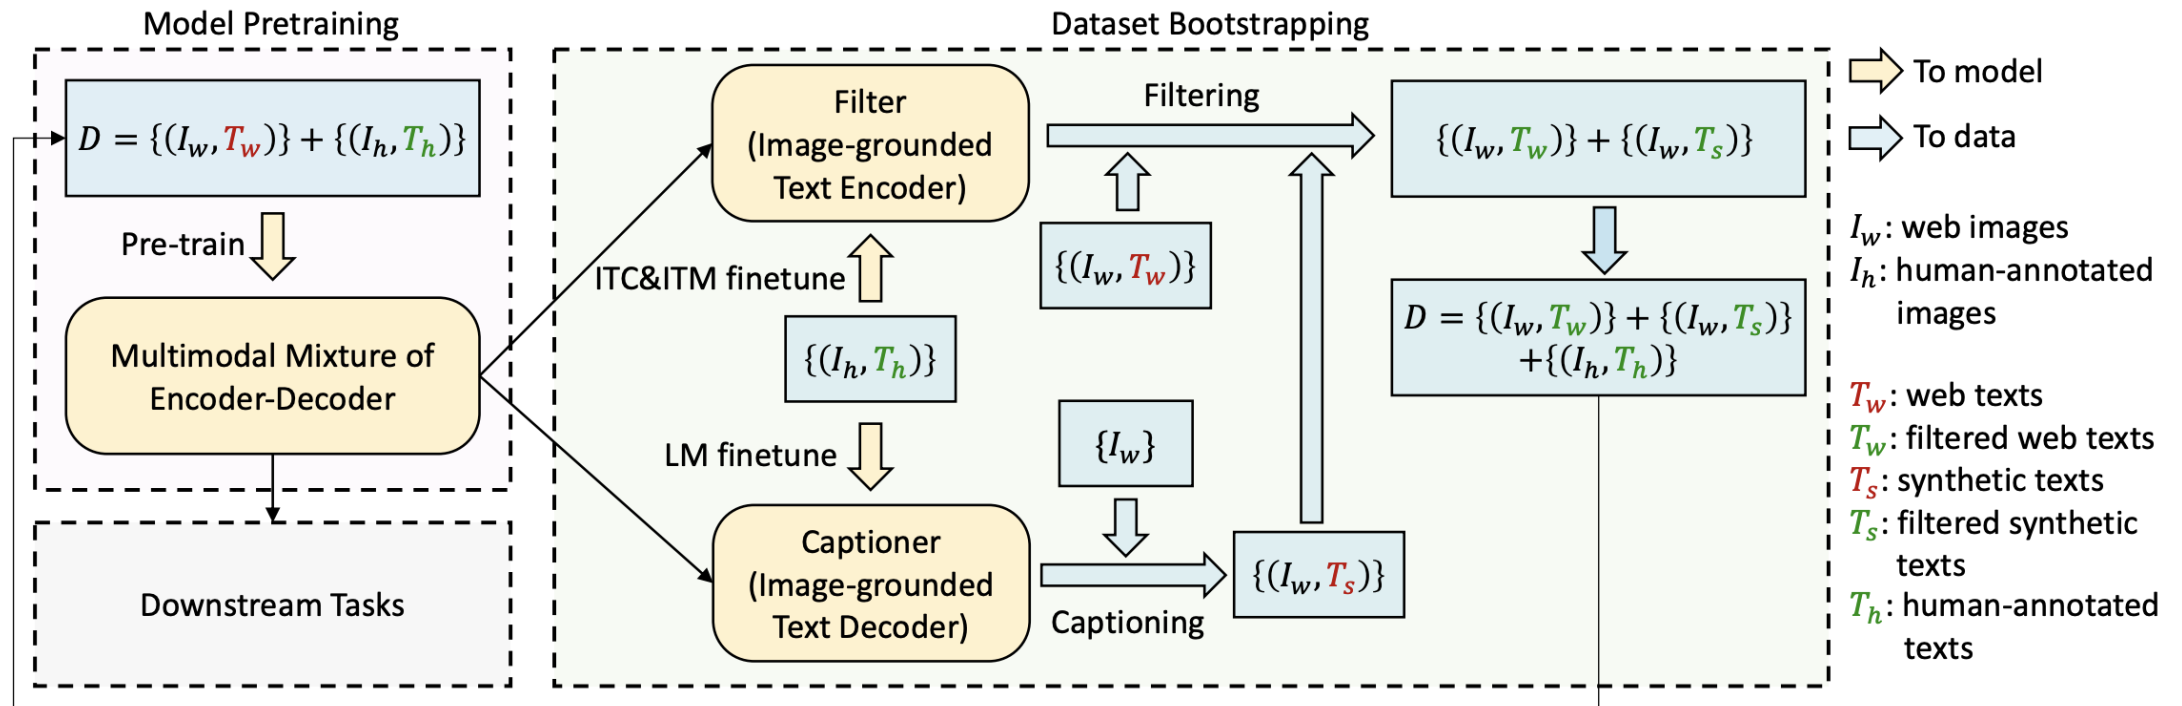 Model Pretraining
D = {(I_w, T_w)} + {(I_h, T_h)}
Pre-train
Multimodal Mixture of
Encoder-Decoder
Downstream Tasks
Dataset Bootstrapping
Filter
(Image-grounded
Text Encoder)
ITC&ITM finetune
{(I_h, T_h)}
LM finetune
Captioner
(Image-grounded
Text Decoder)
Filtering
{(I_w, T_w)}
{I_w}
Captioning
{(I_w, T_s)}
{(I_w, T_w)} + {(I_w, T_s)}
D = {(I_w, T_w)} + {(I_w, T_s)}
+{(I_h, T_h)}
To model
To data
I_w: web images
I_h: human-annotated
images
T_w: web texts
T_w: filtered web texts
T_s: synthetic texts
T_s: filtered synthetic
texts
T_h: human-annotated
texts